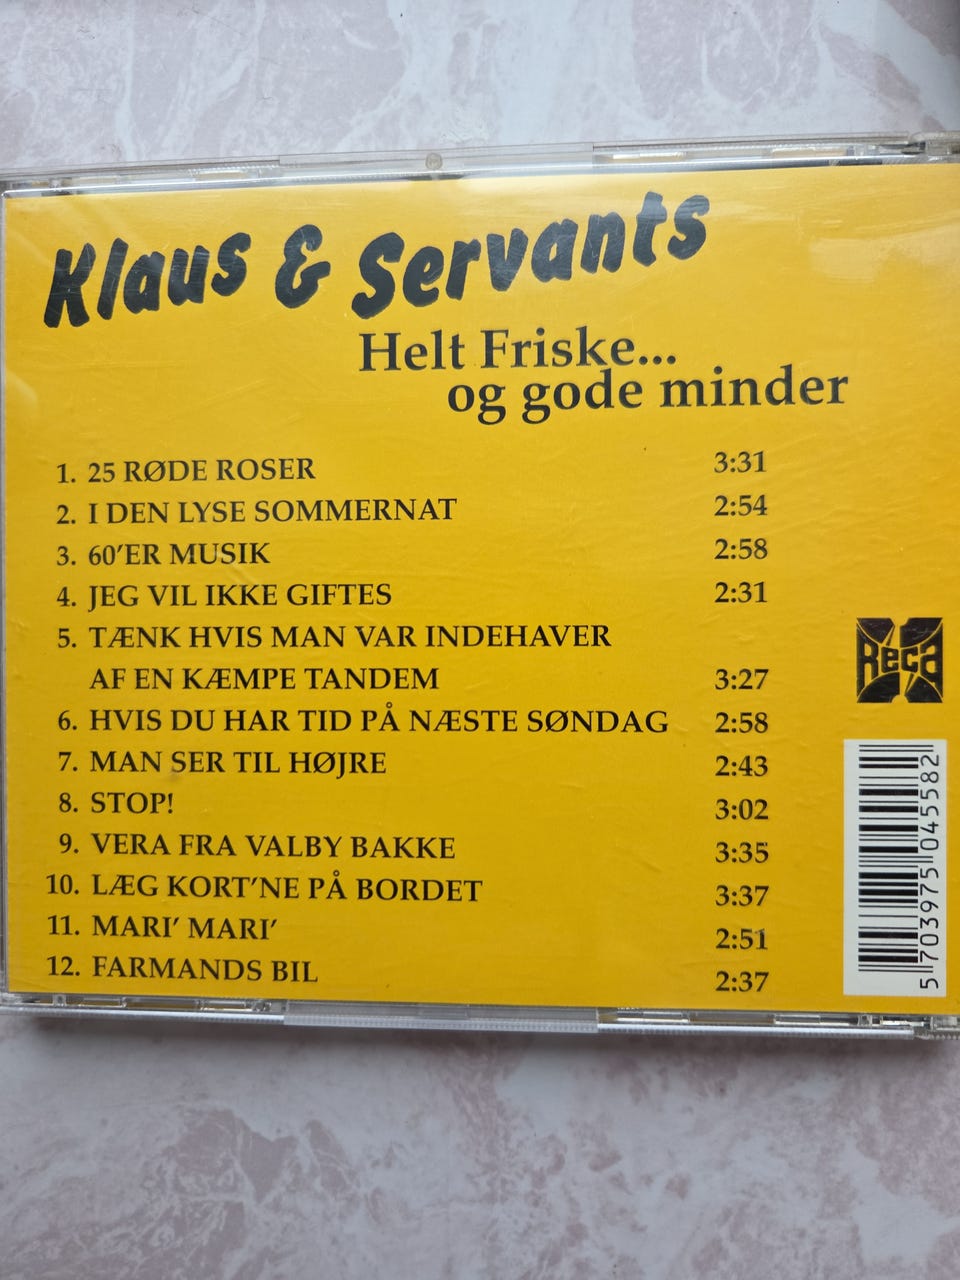 Klaus & Servants
Helt Friske...
og gode minder
1. 25 RØDE ROSER 3:31
2. I DEN LYSE SOMMERNAT 2:54
3. 60'ER MUSIK 2:58
4. JEG VIL IKKE GIFTES 2:31
5. TÆNK HVIS MAN VAR INDEHAVER
AF EN KÆMPE TANDEM 3:27
6. HVIS DU HAR TID PÅ NÆSTE SØNDAG 2:58
7. MAN SER TIL HØJRE 2:43
8. STOP! 3:02
9. VERA FRA VALBY BAKKE 3:35
10. LÆG KORT'NE PÅ BORDET 3:37
11. MARI' MARI' 2:51
12. FARMANDS BIL 2:37
Réca
5 703975 045582